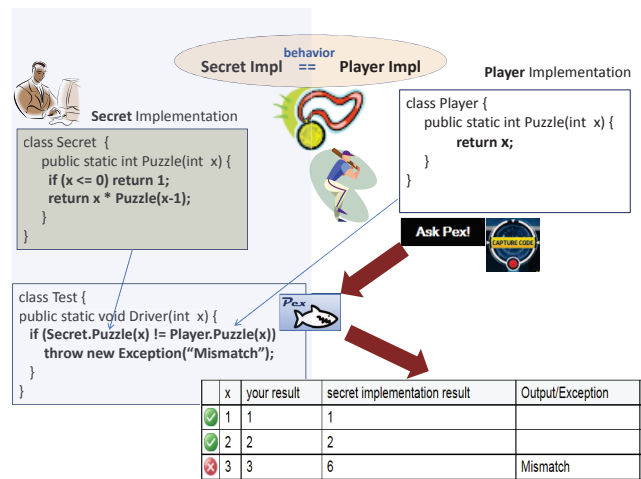 behavior
Secret Impl == Player Impl
Player Implementation
Secret Implementation
class Player {
public static int Puzzle(int x) {
return x;
}
}
class Secret {
public static int Puzzle(int x) {
if (x <= 0) return 1;
return x * Puzzle(x-1);
}
}
Ask Pex!
CAPTURE CODE
class Test {
public static void Driver(int x) {
if (Secret.Puzzle(x) != Player.Puzzle(x))
throw new Exception(“Mismatch”);
}
}
Pex
x your result secret implementation result Output/Exception
1 1 1
2 2 2
3 3 6 Mismatch